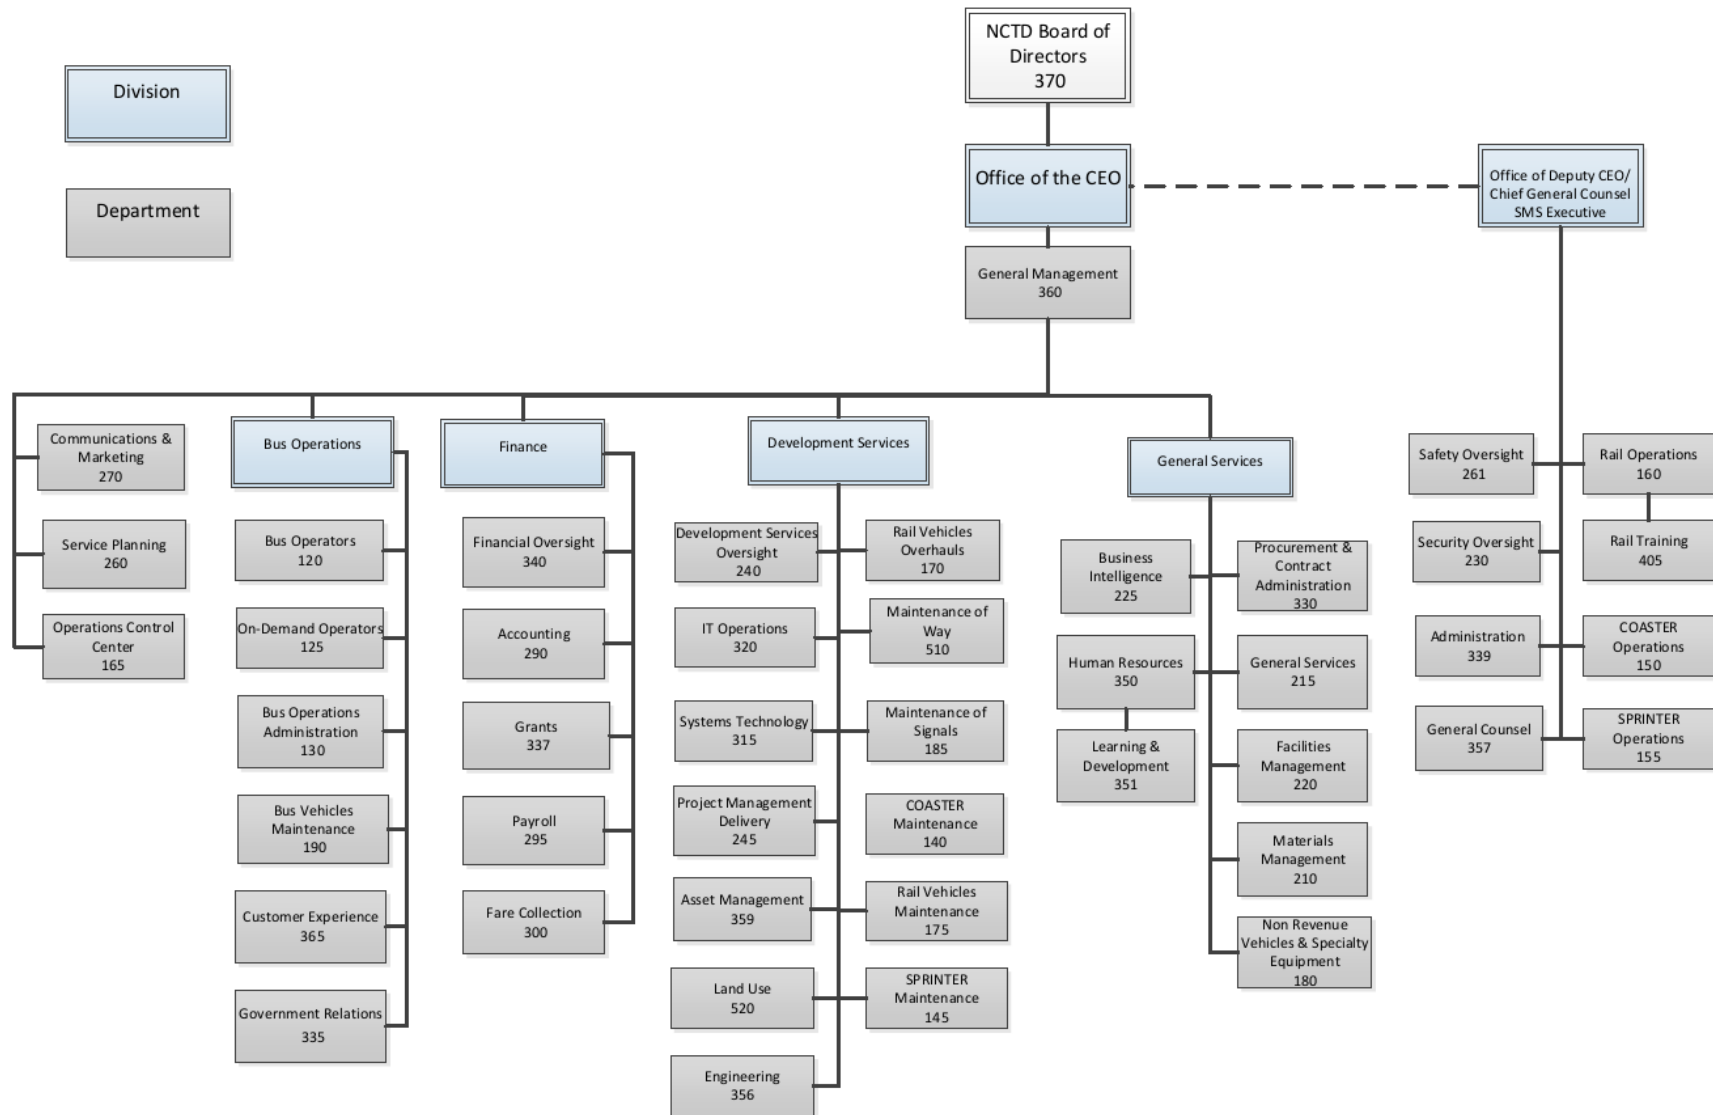 NCTD Board of
Directors
370
Division
Department
Office of the CEO
Office of Deputy CEO/
Chief General Counsel
SMS Executive
General Management
360
Communications &
Marketing
270
Service Planning
260
Operations Control
Center
165
Bus Operations
Bus Operators
120
On-Demand Operators
125
Bus Operations
Administration
130
Bus Vehicles
Maintenance
190
Customer Experience
365
Government Relations
335
Finance
Financial Oversight
340
Accounting
290
Grants
337
Payroll
295
Fare Collection
300
Development Services
Development Services
Oversight
240
IT Operations
320
Systems Technology
315
Project Management
Delivery
245
Asset Management
359
Land Use
520
Engineering
356
Rail Vehicles
Overhauls
170
Maintenance of
Way
510
Maintenance of
Signals
185
COASTER
Maintenance
140
Rail Vehicles
Maintenance
175
SPRINTER
Maintenance
145
General Services
Business
Intelligence
225
Human Resources
350
Learning &
Development
351
Procurement &
Contract
Administration
330
General Services
215
Facilities
Management
220
Materials
Management
210
Non Revenue
Vehicles & Specialty
Equipment
180
Safety Oversight
261
Security Oversight
230
Administration
339
General Counsel
357
Rail Operations
160
Rail Training
405
COASTER
Operations
150
SPRINTER
Operations
155